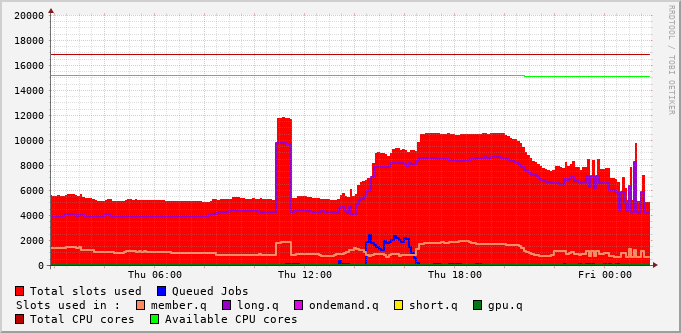 20000
18000
16000
14000
12000
10000
8000
6000
4000
2000
0
Thu 06:00 Thu 12:00 Thu 18:00 Fri 00:00
RRDTOOL / TOBI OETIKER
Total slots used Queued Jobs
Slots used in : member.q long.q ondemand.q short.q gpu.q
Total CPU cores Available CPU cores